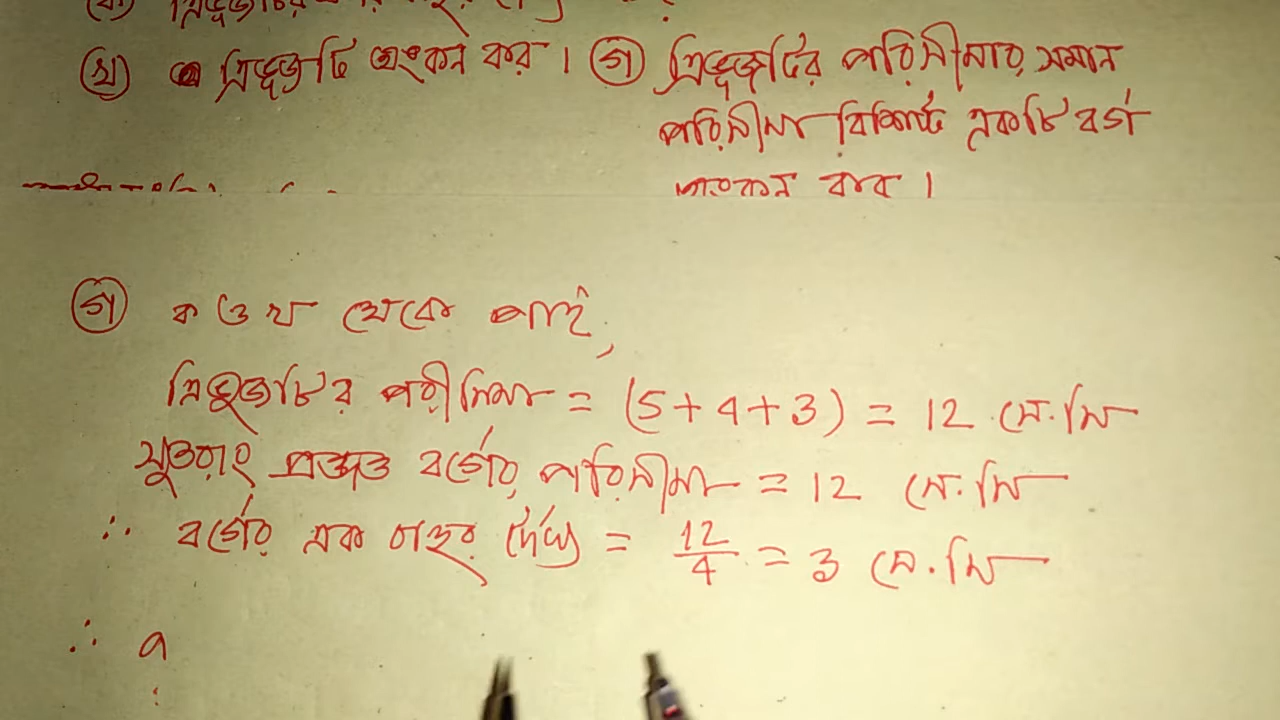 (খ) ত্রিভুজটি অংকন কর । (গ) ত্রিভুজটির পরিসীমার সমান
পরিসীমা বিশিষ্ট একটি বর্গ
অংকন কর ।
(গ) ক ও খ থেকে পাই,
ত্রিভুজটির পরীসিমা = (5+4+3) = 12 সে.মি
সুতরাং প্রদত্ত বর্গের পরিসীমা = 12 সে.মি
∴ বর্গের এক বাহুর দৈর্ঘ্য = 12/4 = 3 সে.মি
∴ a